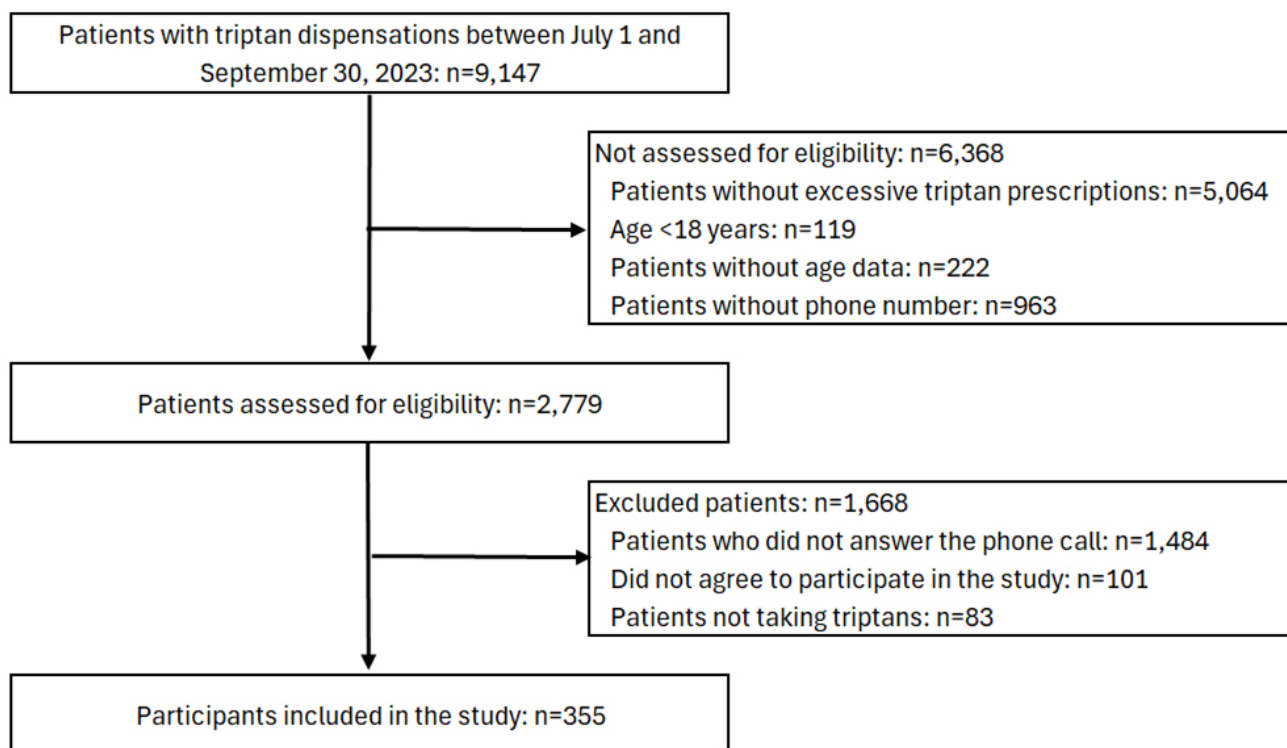 Patients with triptan dispensations between July 1 and
September 30, 2023: n=9,147
Not assessed for eligibility: n=6,368
Patients without excessive triptan prescriptions: n=5,064
Age <18 years: n=119
Patients without age data: n=222
Patients without phone number: n=963
Patients assessed for eligibility: n=2,779
Excluded patients: n=1,668
Patients who did not answer the phone call: n=1,484
Did not agree to participate in the study: n=101
Patients not taking triptans: n=83
Participants included in the study: n=355